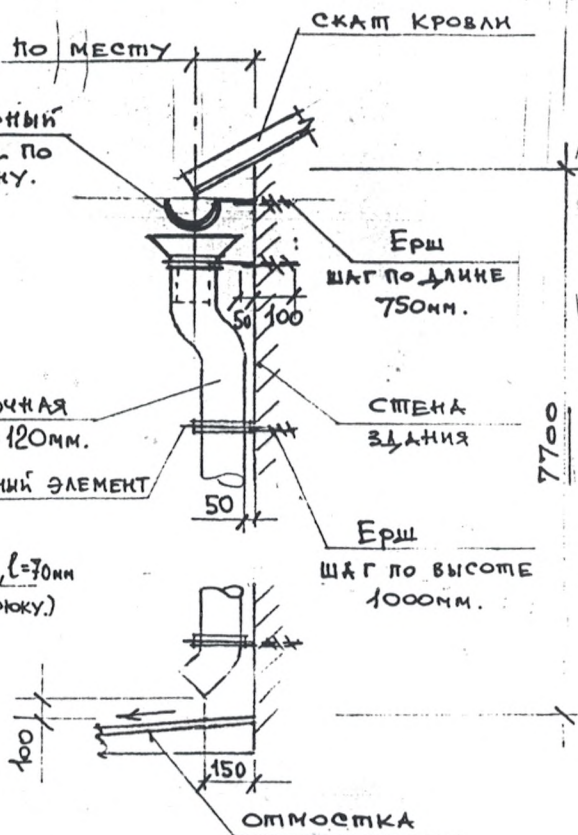 СКАТ КРОВЛИ
ПО МЕСТУ
ПО
Ерш
ШАГ ПО ДЛИНЕ
750мм.
50 100
120мм.
СТЕНА
ЗДАНИЯ
7700
ЭЛЕМЕНТ
50
Ерш
ШАГ ПО ВЫСОТЕ
1000мм.
ℓ=70мм
100
150
ОТМОСТКА